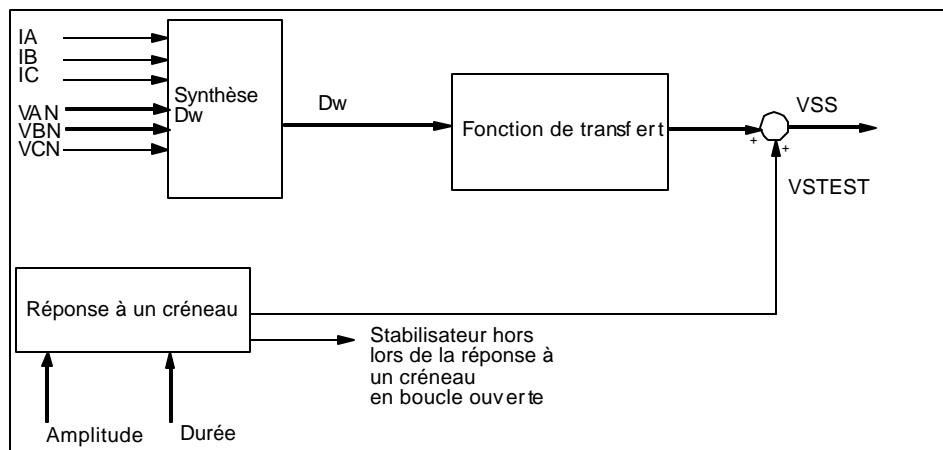 IA
IB
IC
VAN
VBN
VCN
Synthèse
Dw
Dw
Fonction de transfert
+
+
VSS
VSTEST
Réponse à un créneau
Stabilisateur hors
lors de la réponse à
un créneau
en boucle ouverte
Amplitude
Durée